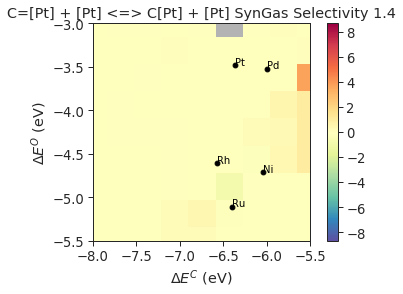 C=[Pt] + [Pt] <=> C[Pt] + [Pt] SynGas Selectivity 1.4
−3.0
−3.5
−4.0
−4.5
−5.0
−5.5
ΔE^O (eV)
Pt
Pd
Rh
Ni
Ru
−8.0 −7.5 −7.0 −6.5 −6.0 −5.5
ΔE^C (eV)
8
6
4
2
0
−2
−4
−6
−8